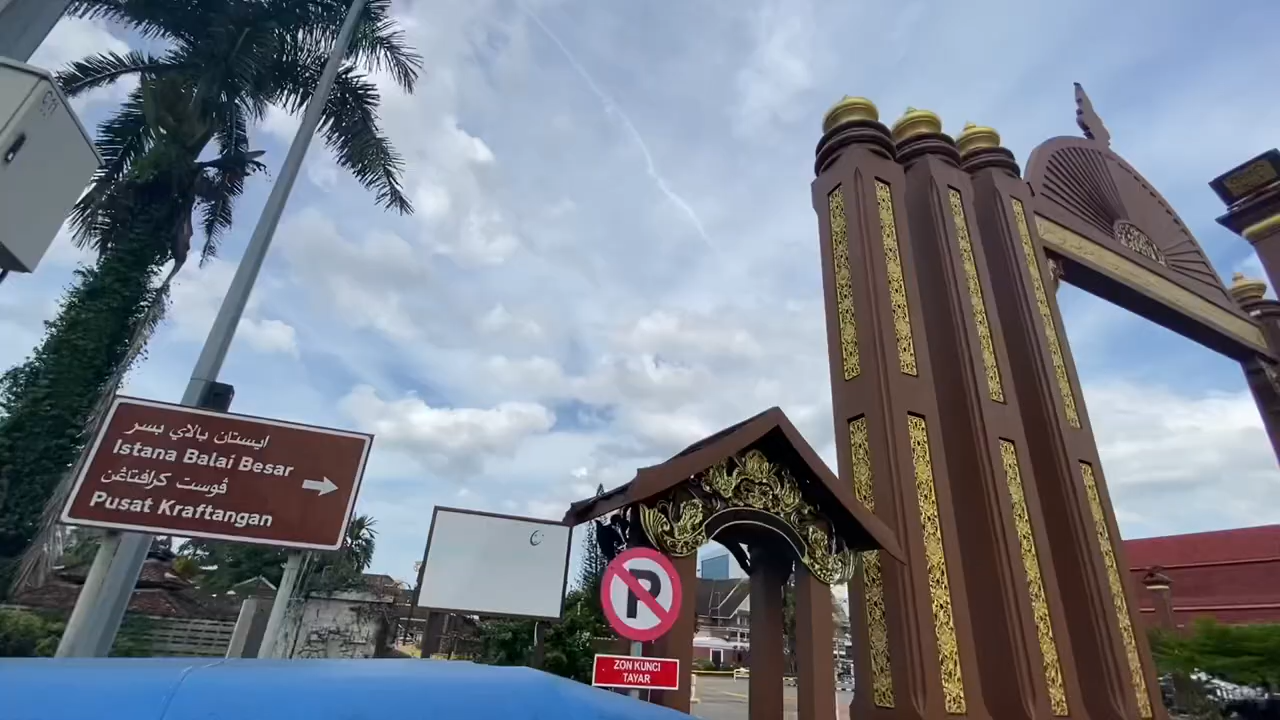 ايستان بالاي بسر
Istana Balai Besar
ڤوست كرافتاڠن
Pusat Kraftangan
P
ZON KUNCI
TAYAR